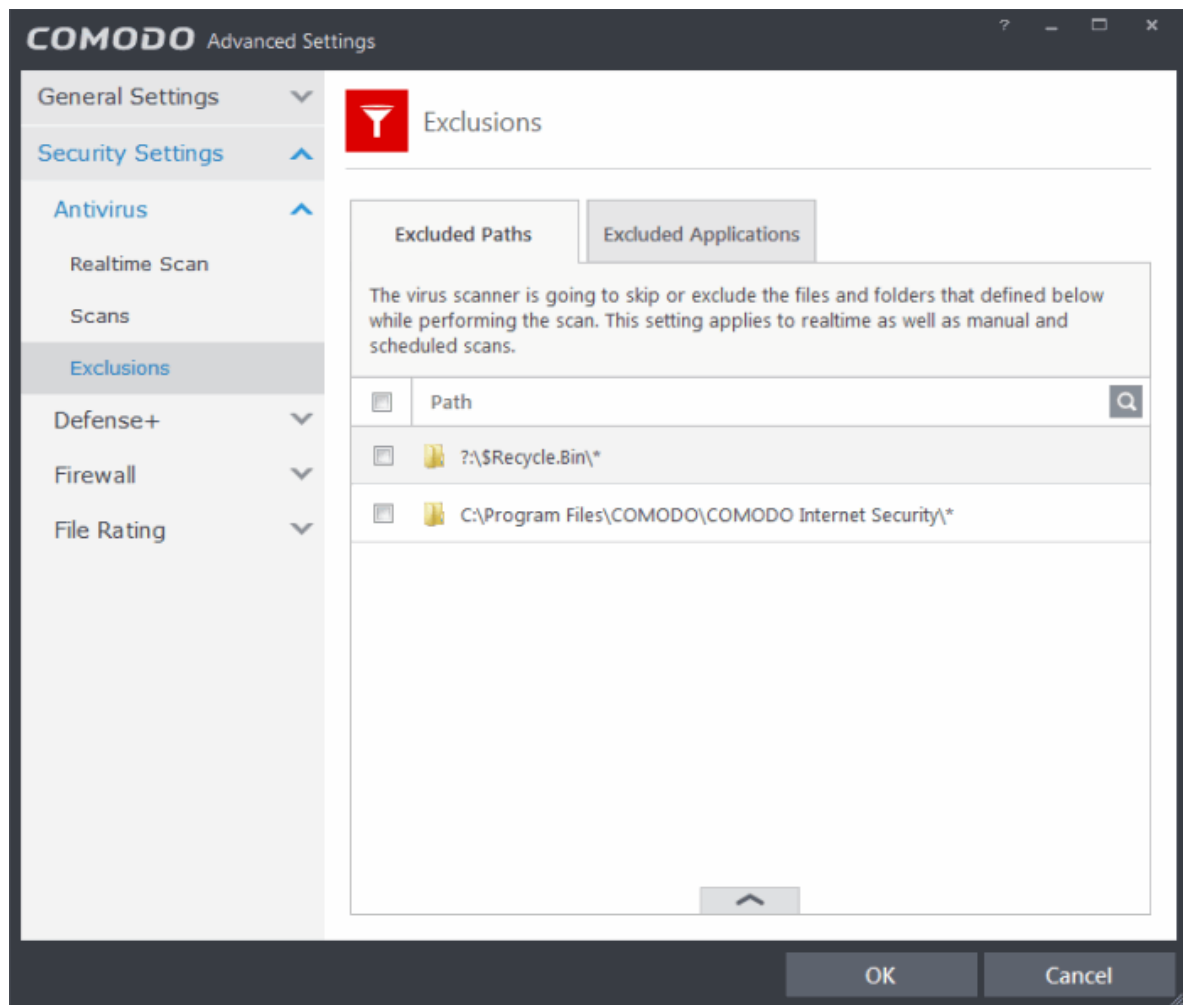 COMODO Advanced Settings
?
General Settings
Security Settings
Antivirus
Realtime Scan
Scans
Exclusions
Defense+
Firewall
File Rating
Exclusions
Excluded Paths
Excluded Applications
The virus scanner is going to skip or exclude the files and folders that defined below
while performing the scan. This setting applies to realtime as well as manual and
scheduled scans.
Path
?:\$Recycle.Bin\*
C:\Program Files\COMODO\COMODO Internet Security\*
OK
Cancel